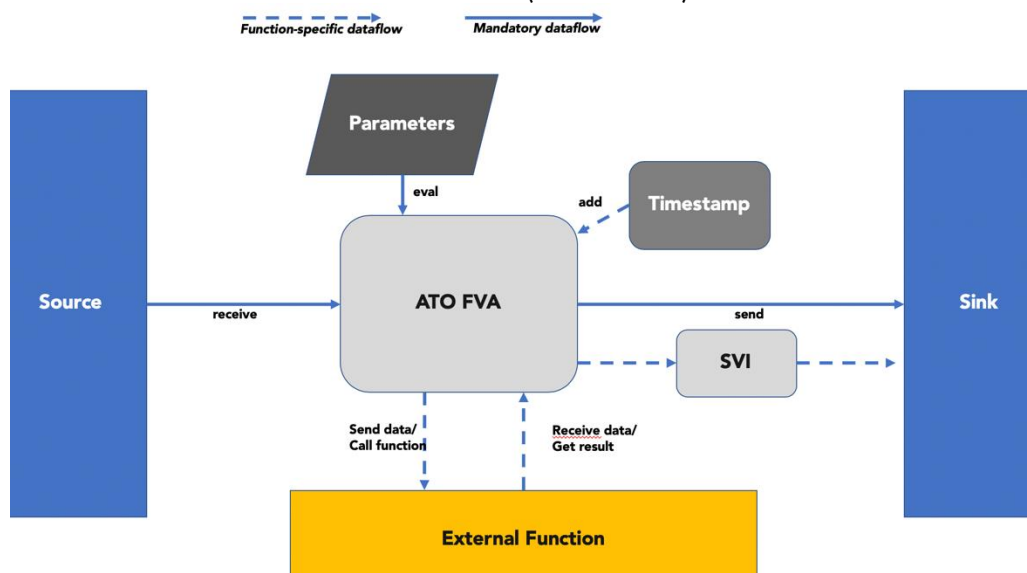 Function-specific dataflow
Mandatory dataflow
Parameters
eval
add
Timestamp
Source
receive
ATO FVA
send
Sink
SVI
Send data/
Call function
Receive data/
Get result
External Function